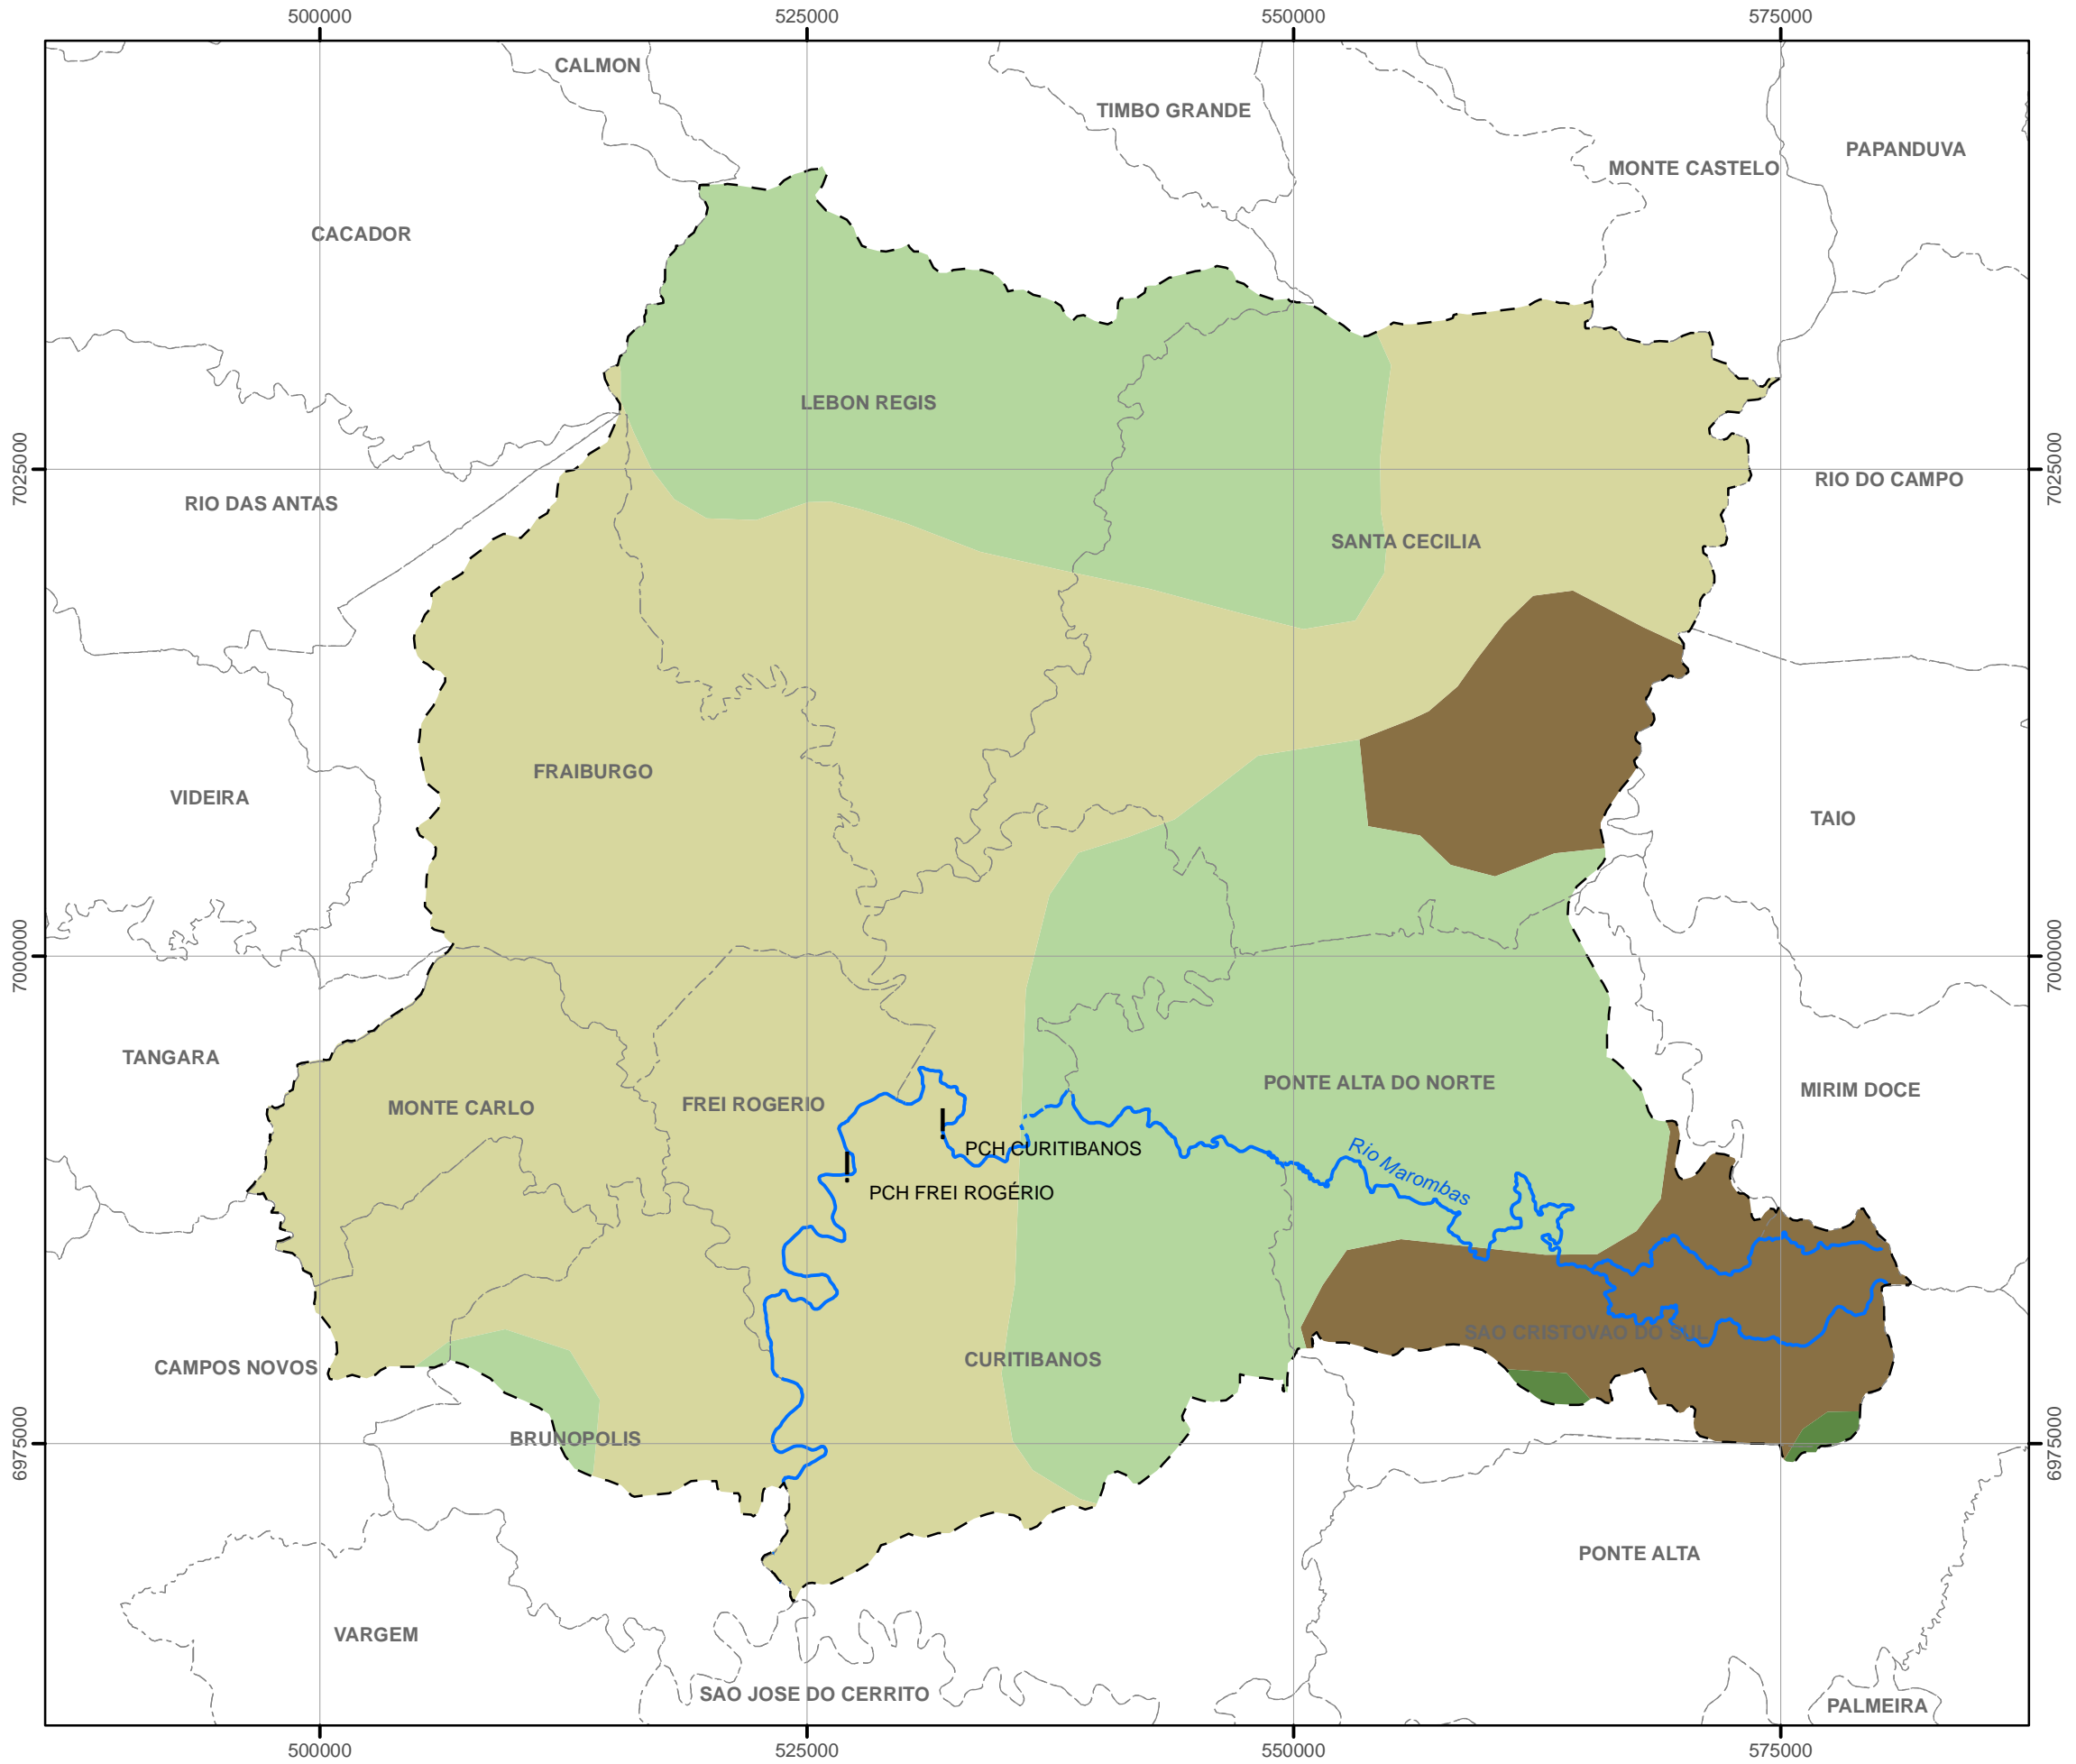 500000
525000
550000
575000
CALMON
TIMBO GRANDE
PAPANDUVA
MONTE CASTELO
CACADOR
LEBON REGIS
7025000
7025000
RIO DAS ANTAS
RIO DO CAMPO
SANTA CECILIA
FRAIBURGO
VIDEIRA
TAIO
7000000
7000000
TANGARA
PONTE ALTA DO NORTE
MIRIM DOCE
MONTE CARLO
FREI ROGERIO
PCH CURITIBANOS
Rio Marombas
PCH FREI ROGÉRIO
SAO CRISTOVAO DO SUL
CAMPOS NOVOS
CURITIBANOS
BRUNOPOLIS
6975000
6975000
PONTE ALTA
VARGEM
SAO JOSE DO CERRITO
PALMEIRA
500000
525000
550000
575000